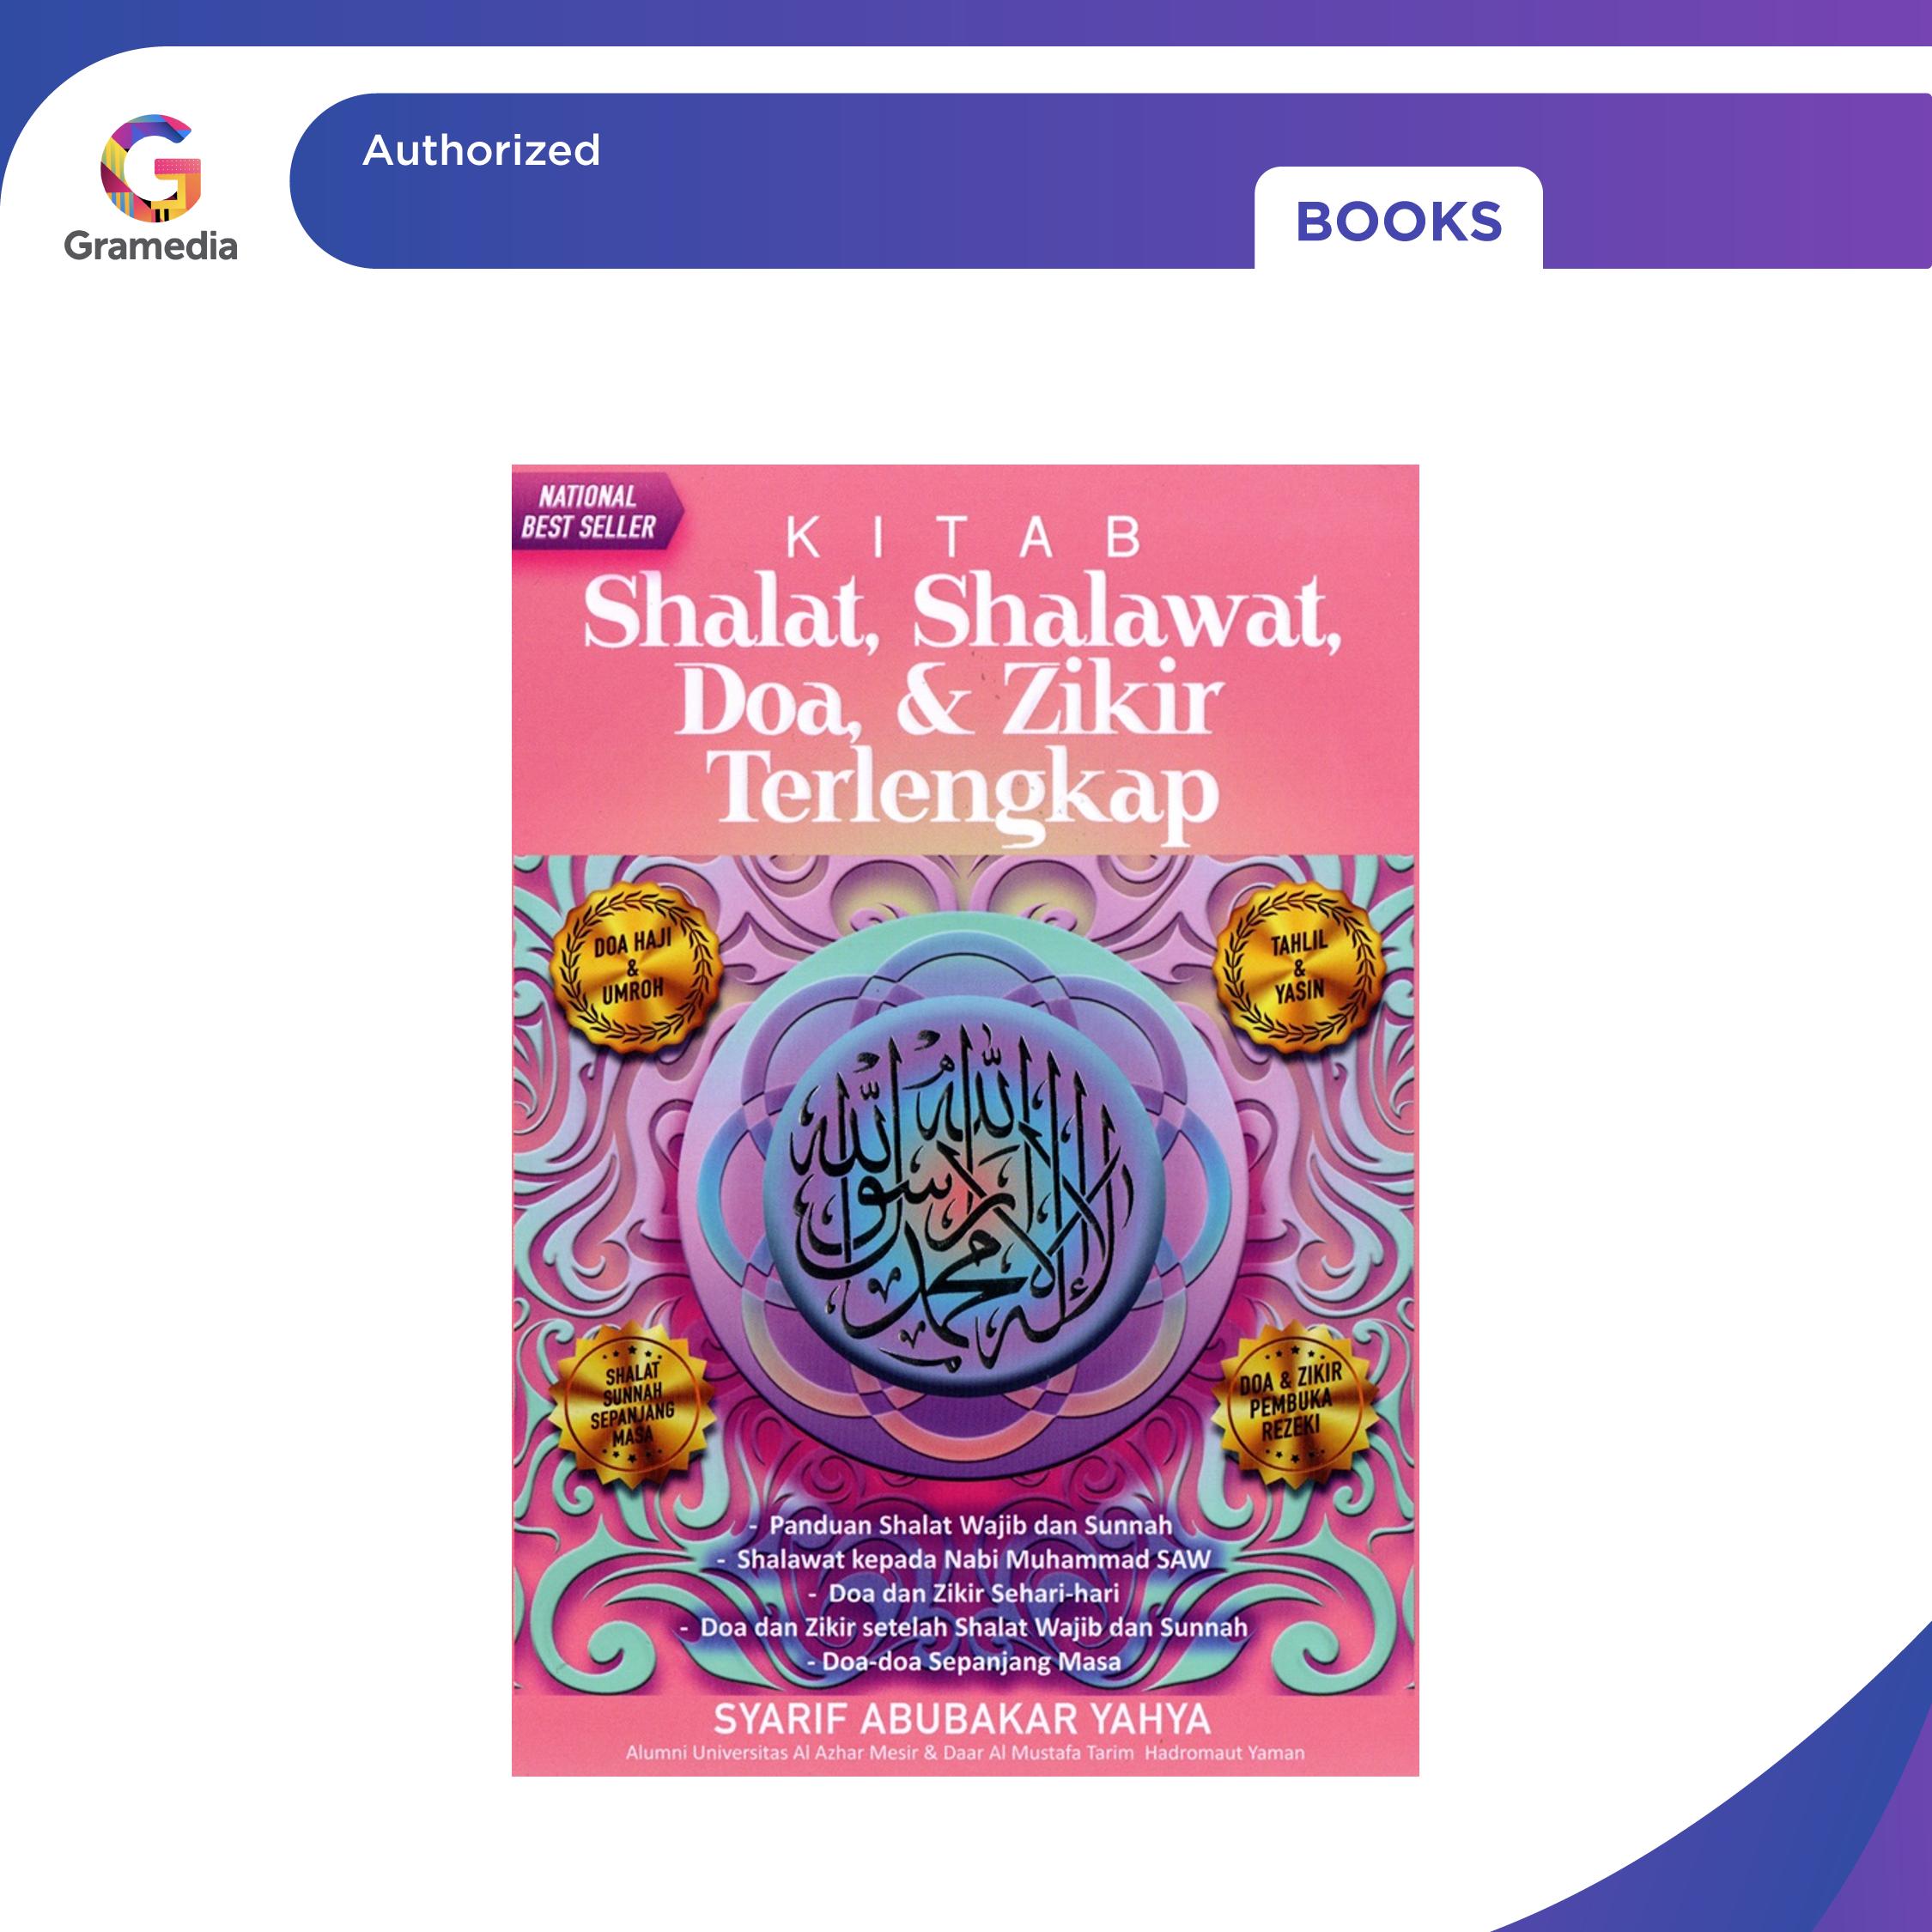 Gramedia
Authorized
BOOKS
NATIONAL
BEST SELLER
KITAB
Shalat, Shalawat,
Doa, & Zikir
Terlengkap
DOA HAJI
&
UMROH
TAHLIL
&
YASIN
لا إله إلا الله محمد رسول الله
SHALAT
SUNNAH
SEPANJANG
MASA
DOA & ZIKIR
PEMBUKA
REZEKI
- Panduan Shalat Wajib dan Sunnah
- Shalawat kepada Nabi Muhammad SAW
- Doa dan Zikir Sehari-hari
- Doa dan Zikir setelah Shalat Wajib dan Sunnah
- Doa-doa Sepanjang Masa
SYARIF ABUBAKAR YAHYA
Alumni Universitas Al Azhar Mesir & Daar Al Mustafa Tarim Hadromaut Yaman